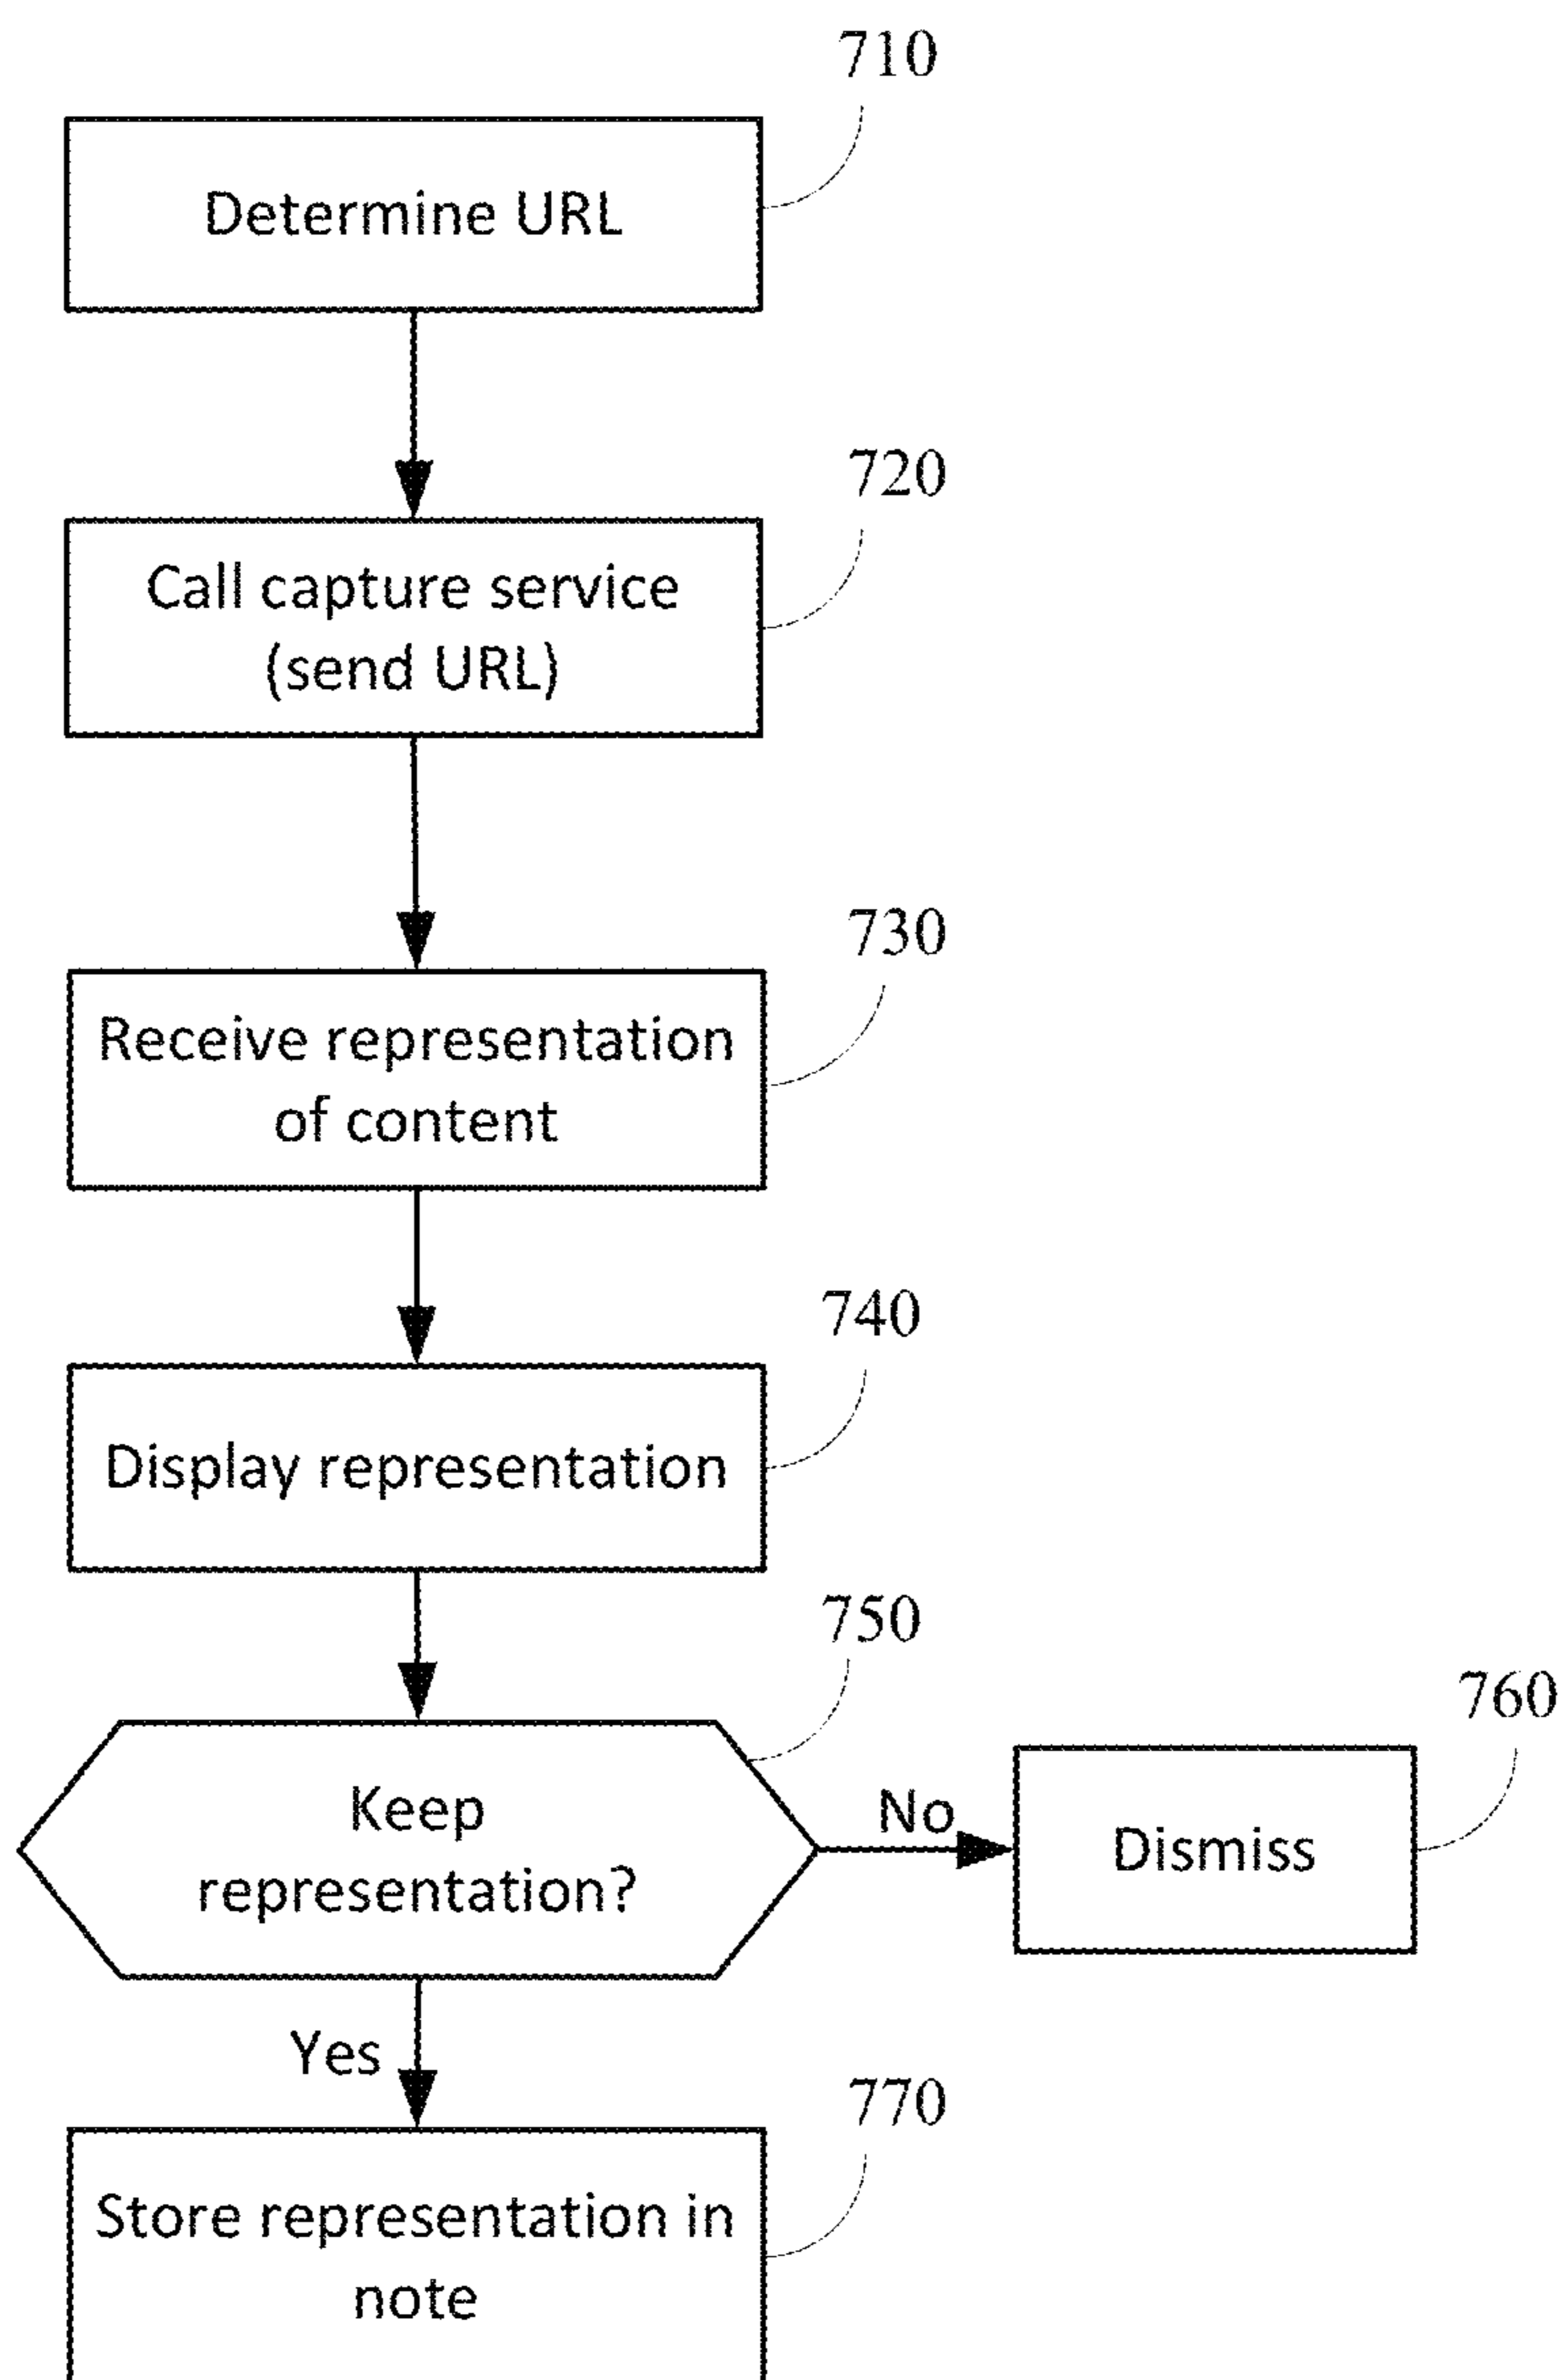 710
Determine URL
720
Call capture service
(send URL)
730
Receive representation
of content
740
Display representation
750
Keep
representation?
No
760
Dismiss
Yes
770
Store representation in
note